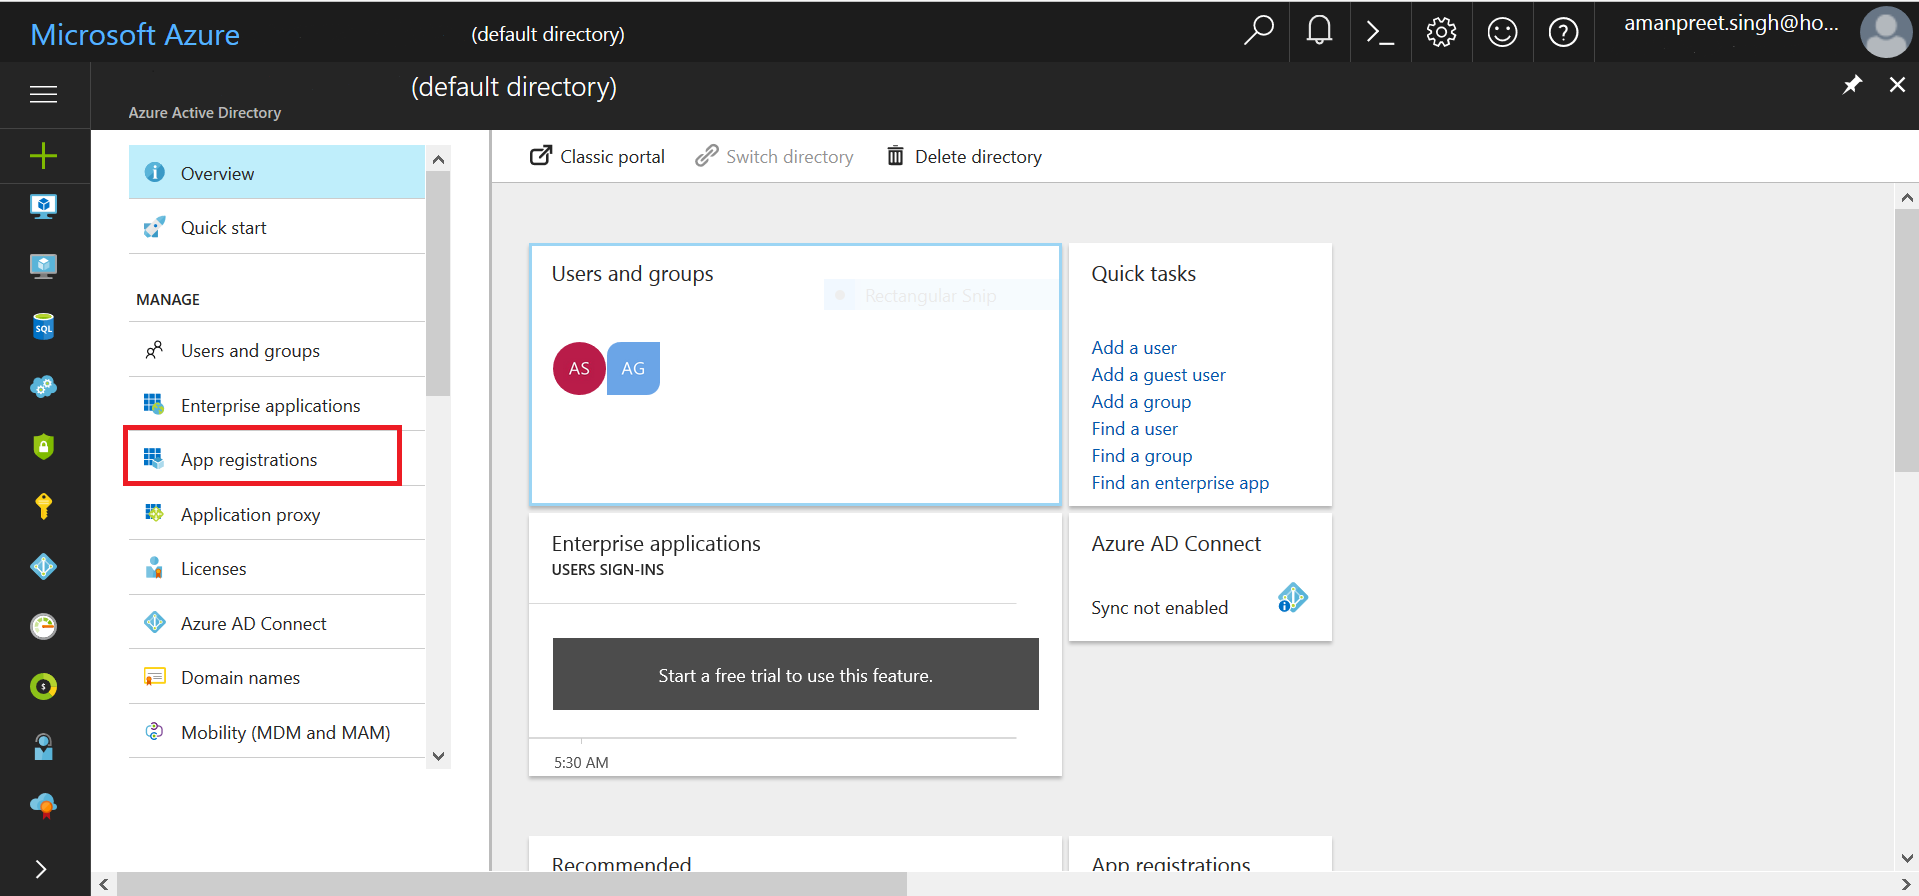 Microsoft Azure
(default directory)
amanpreet.singh@ho...
(default directory)
Azure Active Directory
Overview
Quick start
MANAGE
Users and groups
Enterprise applications
App registrations
Application proxy
Licenses
Azure AD Connect
Domain names
Mobility (MDM and MAM)
SQL
Classic portal
Switch directory
Delete directory
Users and groups
Rectangular Snip
AS
AG
Quick tasks
Add a user
Add a guest user
Add a group
Find a user
Find a group
Find an enterprise app
Enterprise applications
USERS SIGN-INS
Start a free trial to use this feature.
5:30 AM
Azure AD Connect
Sync not enabled
Recommended
App registrations